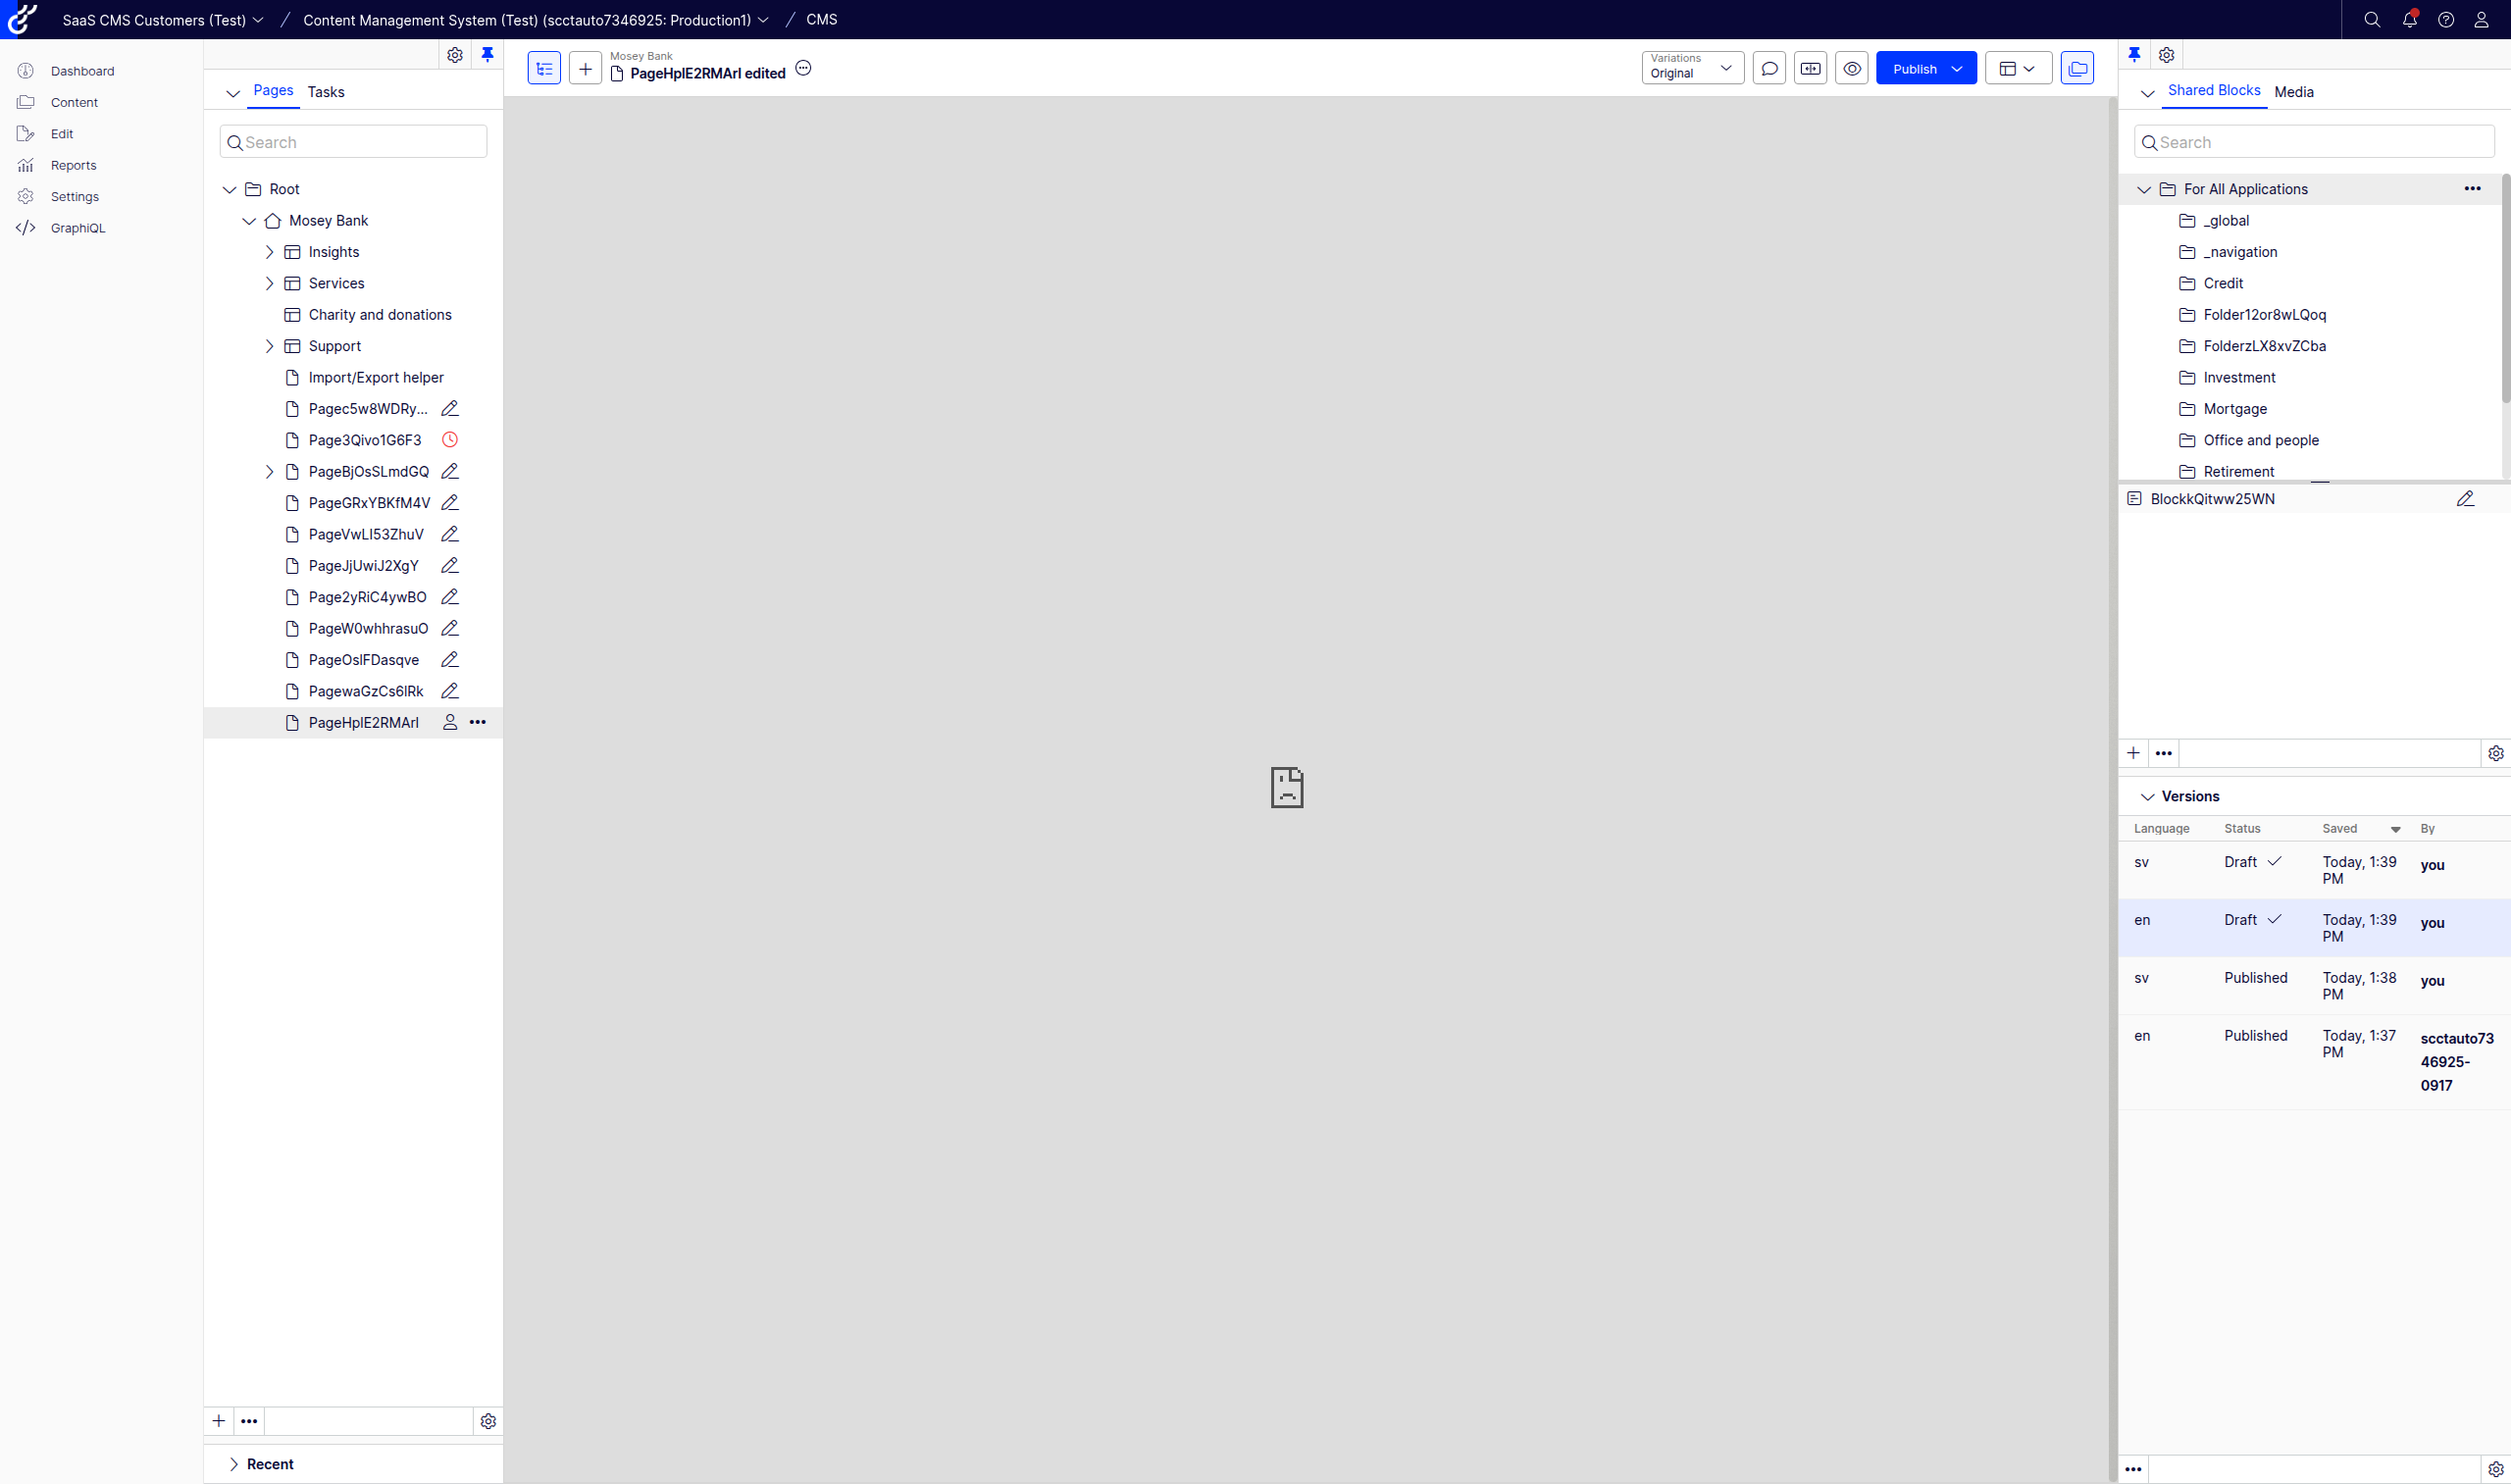 SaaS CMS Customers (Test) / Content Management System (Test) (scctauto7346925: Production1) / CMS
Dashboard
Content
Edit
Reports
Settings
GraphiQL
Pages Tasks
Search
Root
Mosey Bank
Insights
Services
Charity and donations
Support
Import/Export helper
Pagec5w8WDRy...
Page3Qivo1G6F3
PageBjOsSLmdGQ
PageGRxYBKfM4V
PageVwLI53ZhuV
PageJjUwiJ2XgY
Page2yRiC4ywBO
PageW0whhrasuO
PageOsIFDasqve
PagewaGzCs6IRk
PageHplE2RMArI
Recent
Mosey Bank
PageHplE2RMArI edited
Variations
Original
Publish
Shared Blocks Media
Search
For All Applications
_global
_navigation
Credit
Folder12or8wLQoq
FolderzLX8xvZCba
Investment
Mortgage
Office and people
Retirement
BlockkQitww25WN
Versions
Language Status Saved By
sv Draft Today, 1:39 PM you
en Draft Today, 1:39 PM you
sv Published Today, 1:38 PM you
en Published Today, 1:37 PM scctauto7346925-0917